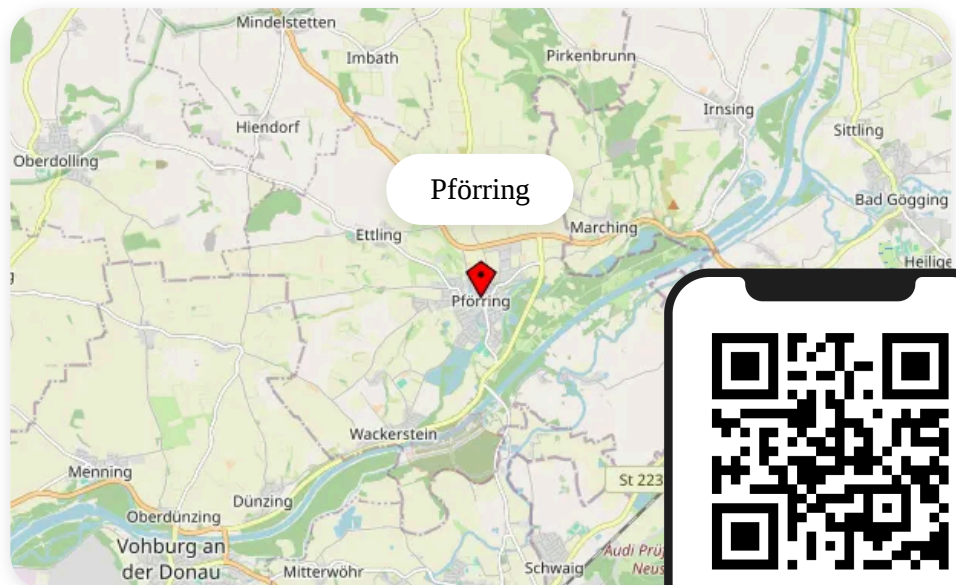 Mindelstetten
Imbath
Pirkenbrunn
Irnsing
Hiendorf
Sittling
Oberdolling
Pförring
Bad Gögging
Marching
Ettling
Heilige
Pförring
Wackerstein
Menning
St 223
Dünzing
Oberdünzing
Vohburg an
der Donau
Audi Prüf
Neus
Mitterwöhr
Schwaig